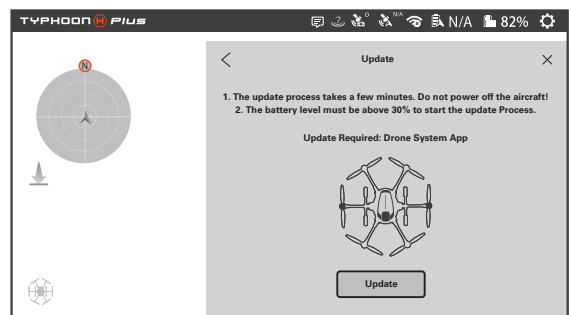 TYPHOON H PLUS
0 N/A N/A 82%
Update
N
1. The update process takes a few minutes. Do not power off the aircraft!
2. The battery level must be above 30% to start the update Process.
Update Required: Drone System App
Update